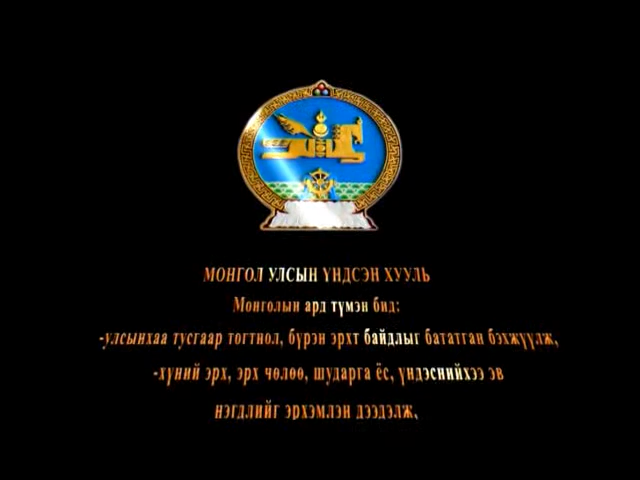 МОНГОЛ УЛСЫН ҮНДСЭН ХУУЛЬ
Монголын ард түмэн бид:
-улсынхаа тусгаар тогтнол, бүрэн эрхт байдлыг бататган бэхжүүлж,
-хүний эрх, эрх чөлөө, шударга ёс, үндэснийхээ эв
нэгдлийг эрхэмлэн дээдэлж,